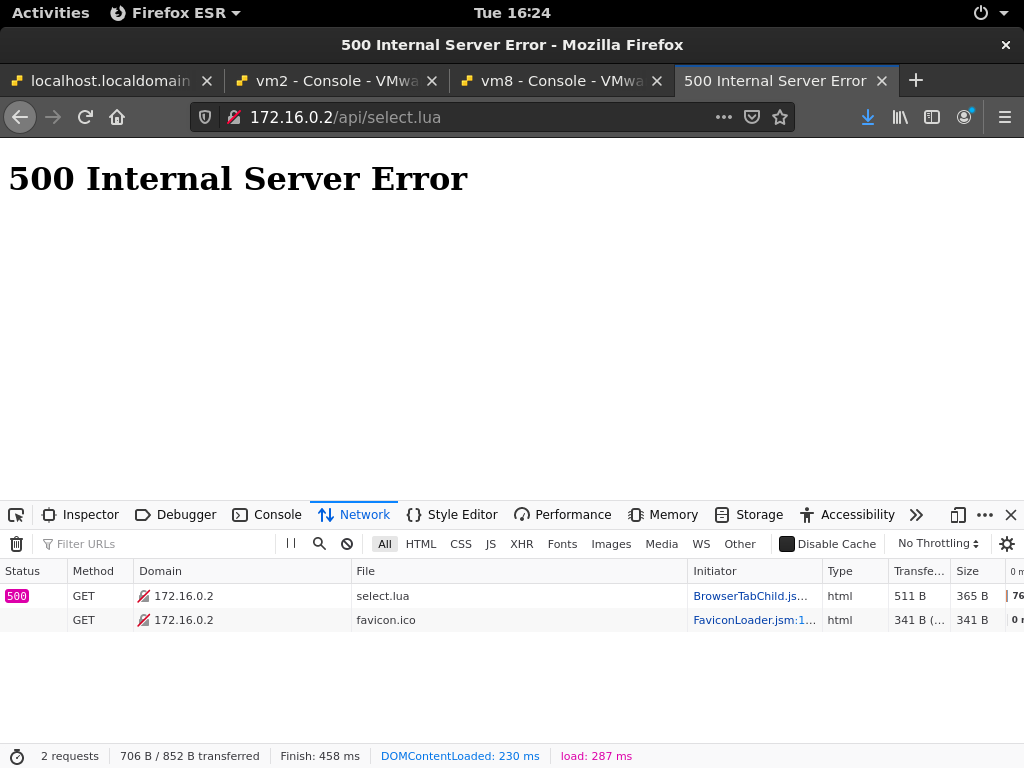 Activities Firefox ESR Tue 16:24
500 Internal Server Error - Mozilla Firefox
localhost.localdomain vm2 - Console - VMwa vm8 - Console - VMwa 500 Internal Server Error
172.16.0.2/api/select.lua
500 Internal Server Error
Inspector Debugger Console Network Style Editor Performance Memory Storage Accessibility
Filter URLs All HTML CSS JS XHR Fonts Images Media WS Other Disable Cache No Throttling
Status Method Domain File Initiator Type Transfe... Size 0 m
500 GET 172.16.0.2 select.lua BrowserTabChild.js... html 511 B 365 B 76
GET 172.16.0.2 favicon.ico FaviconLoader.jsm:1... html 341 B (... 341 B 0 r
2 requests 706 B / 852 B transferred Finish: 458 ms DOMContentLoaded: 230 ms load: 287 ms